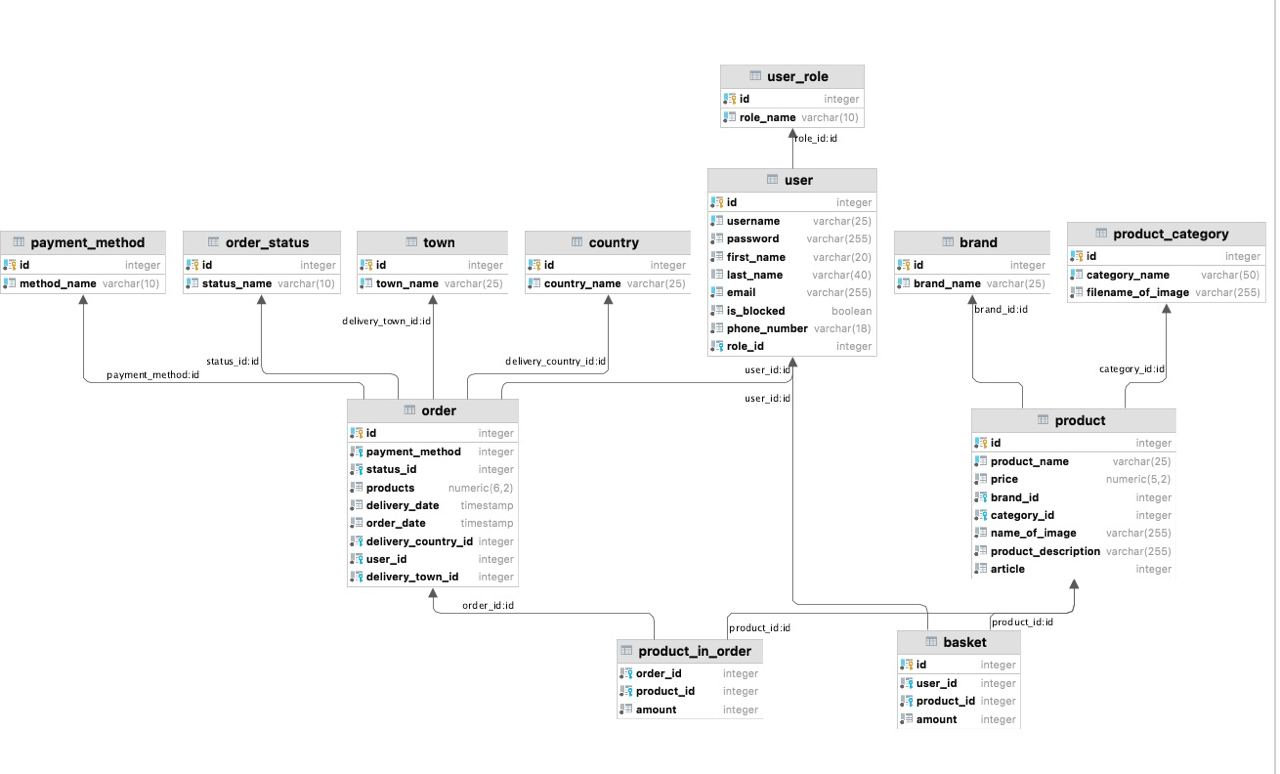 user_role
id integer
role_name varchar(10)
role_id:id
user
id integer
username varchar(25)
password varchar(255)
first_name varchar(20)
last_name varchar(40)
email varchar(255)
is_blocked boolean
phone_number varchar(18)
role_id integer
payment_method
id integer
method_name varchar(10)
order_status
id integer
status_name varchar(10)
town
id integer
town_name varchar(25)
country
id integer
country_name varchar(25)
brand
id integer
brand_name varchar(25)
product_category
id integer
category_name varchar(50)
filename_of_image varchar(255)
payment_method:id
status_id:id
delivery_town_id:id
delivery_country_id:id
user_id:id
user_id:id
brand_id:id
category_id:id
order
id integer
payment_method integer
status_id integer
products numeric(6,2)
delivery_date timestamp
order_date timestamp
delivery_country_id integer
user_id integer
delivery_town_id integer
product
id integer
product_name varchar(25)
price numeric(5,2)
brand_id integer
category_id integer
name_of_image varchar(255)
product_description varchar(255)
article integer
order_id:id
product_id:id
product_id:id
product_in_order
order_id integer
product_id integer
amount integer
basket
id integer
user_id integer
product_id integer
amount integer